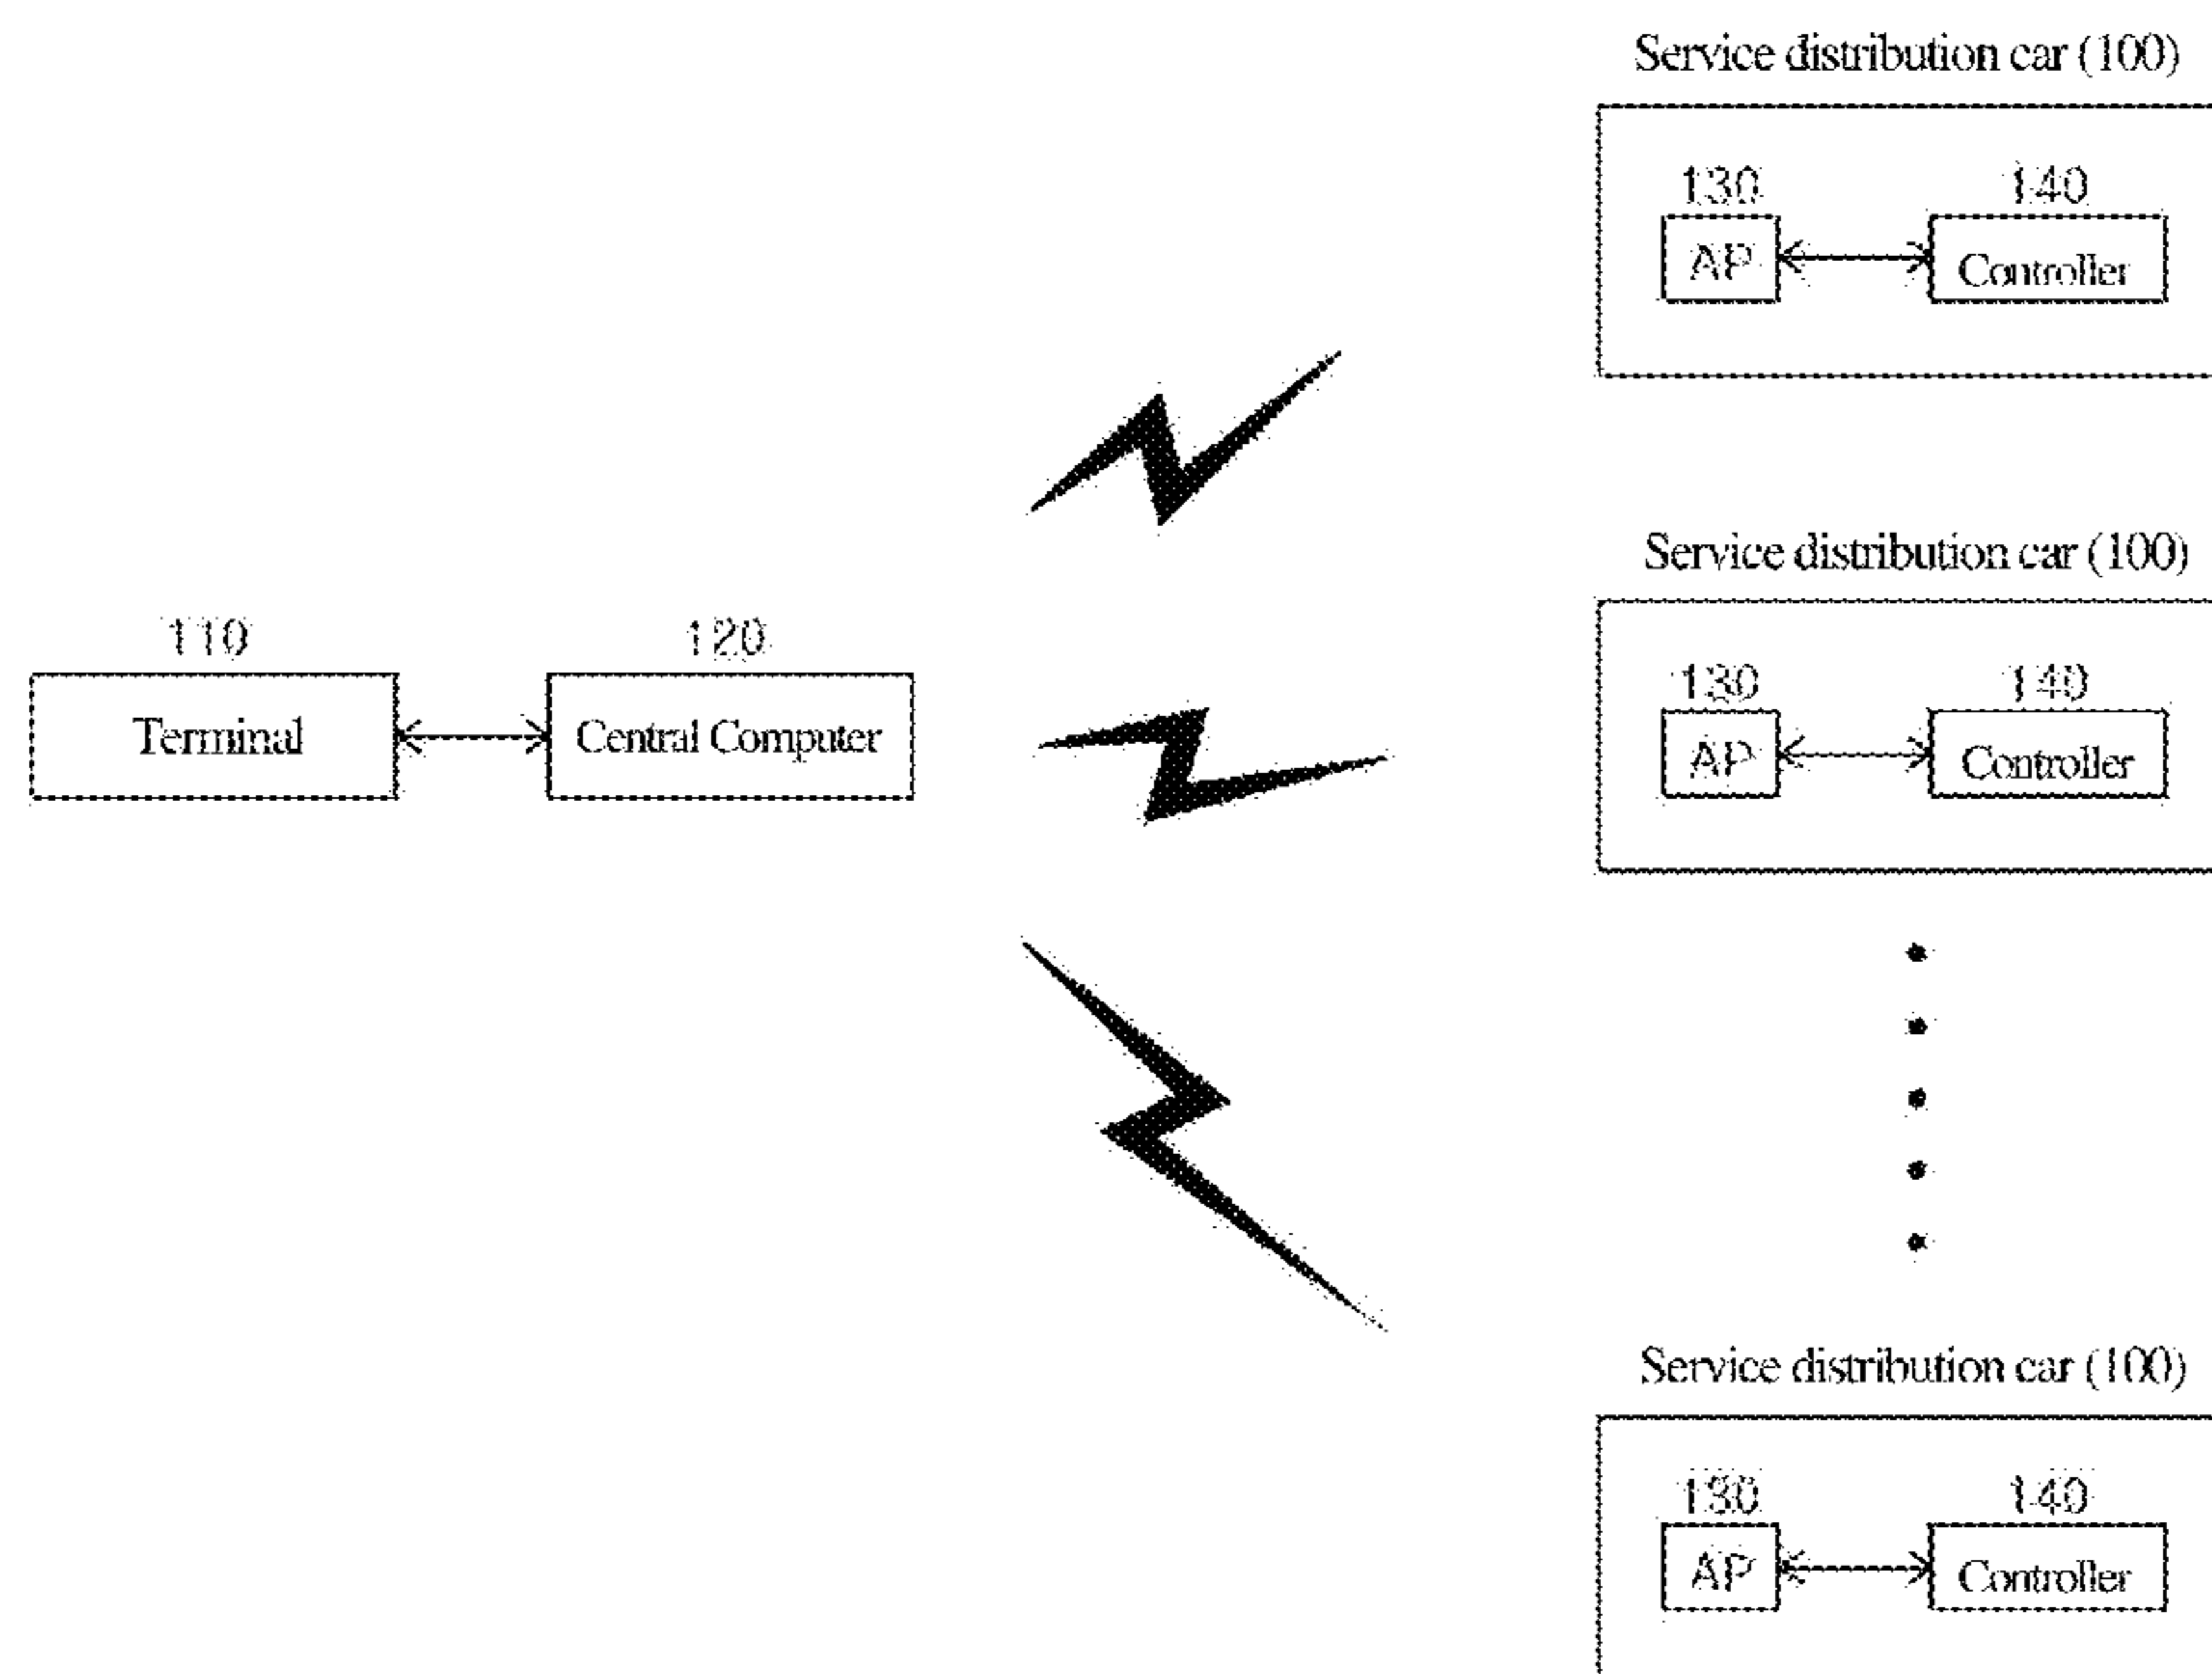 Service distribution car (100)
130 140
AP Controller
Service distribution car (100)
110 120
130 140
Terminal Central Computer
AP Controller
Service distribution car (100)
130 140
AP Controller